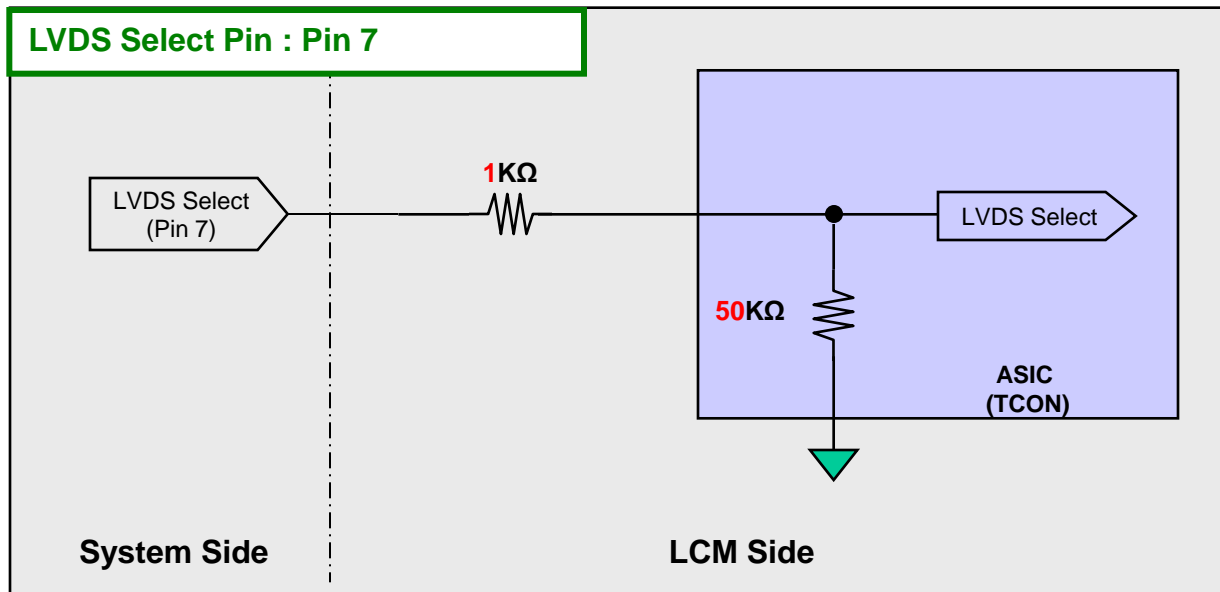 LVDS Select Pin : Pin 7
1KΩ
LVDS Select
(Pin 7)
LVDS Select
50KΩ
ASIC
(TCON)
System Side
LCM Side